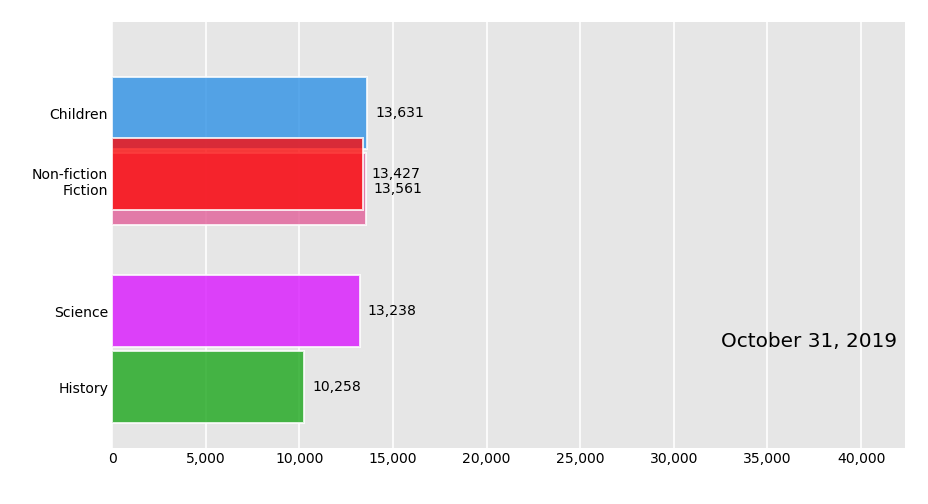 Children
13,631
Non-fiction
13,427
Fiction
13,561
Science
13,238
October 31, 2019
History
10,258
0 5,000 10,000 15,000 20,000 25,000 30,000 35,000 40,000